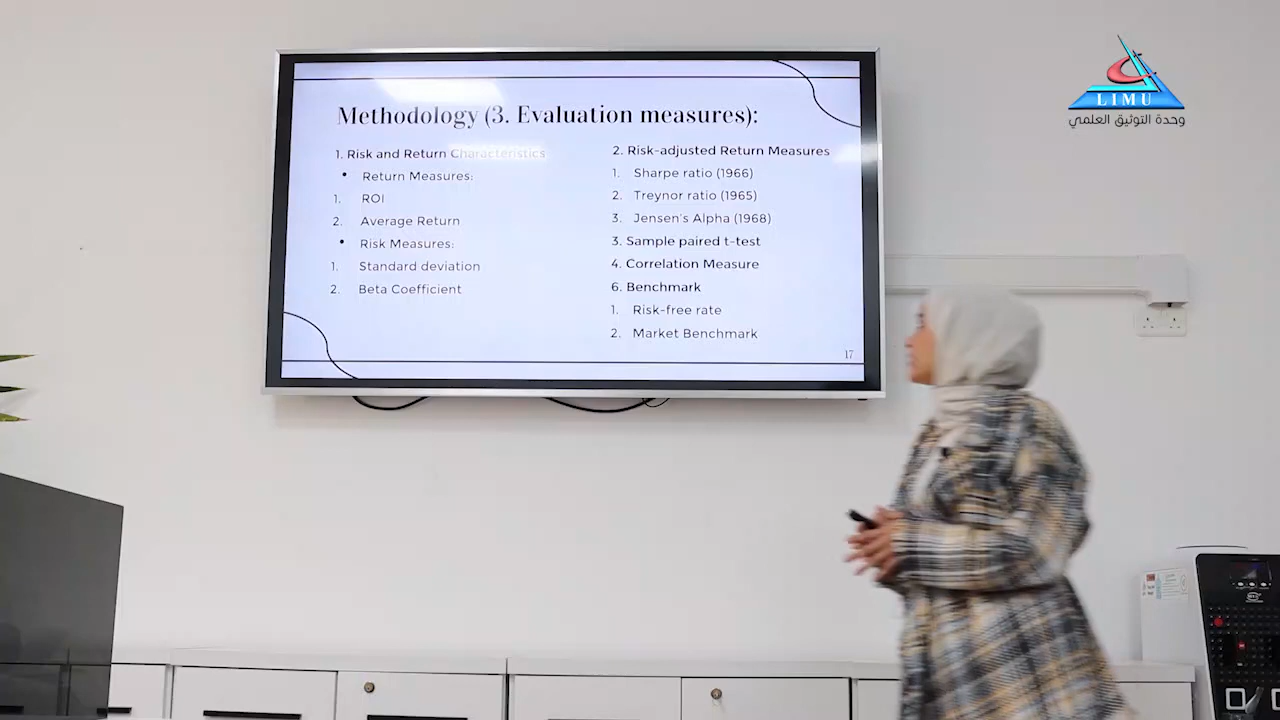 Methodology (3. Evaluation measures):
1. Risk and Return Characteristics
• Return Measures:
1. ROI
2. Average Return
• Risk Measures:
1. Standard deviation
2. Beta Coefficient
2. Risk-adjusted Return Measures
1. Sharpe ratio (1966)
2. Treynor ratio (1965)
3. Jensen's Alpha (1968)
3. Sample paired t-test
4. Correlation Measure
6. Benchmark
1. Risk-free rate
2. Market Benchmark
17
LIMU
وحدة التوثيق العلمي